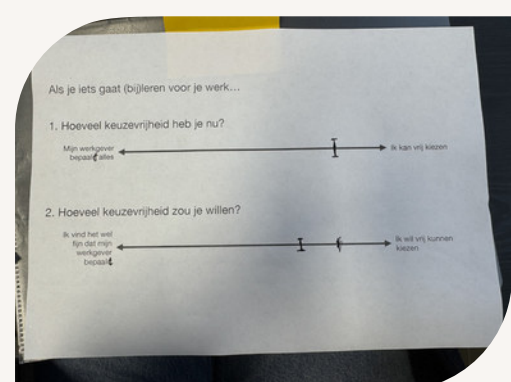 Als je iets gaat (bij)leren voor je werk...
1. Hoeveel keuzevrijheid heb je nu?
Mijn werkgever
bepaalt alles
Ik kan vrij kiezen
2. Hoeveel keuzevrijheid zou je willen?
Ik vind het wel
fijn dat mijn
werkgever
bepaalt
Ik wil vrij kunnen
kiezen